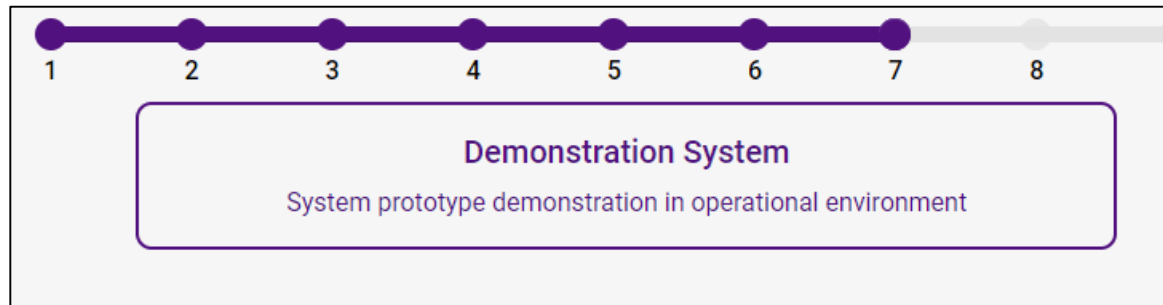 1 2 3 4 5 6 7 8
Demonstration System
System prototype demonstration in operational environment